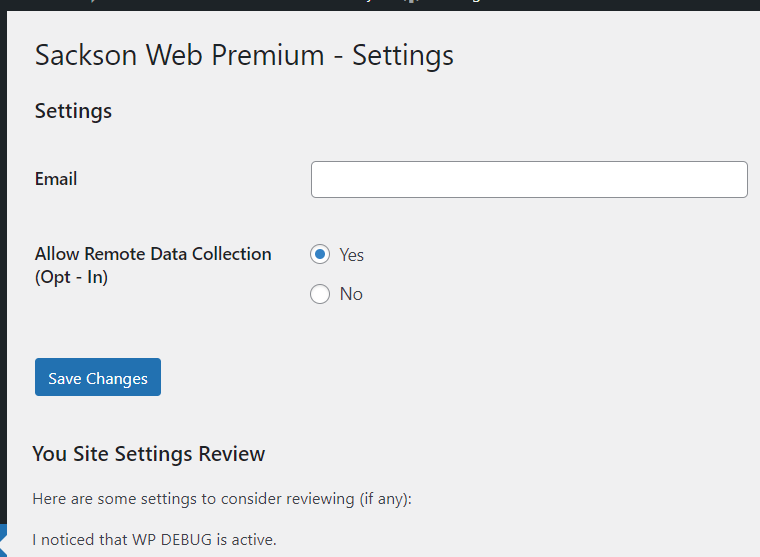 Sackson Web Premium - Settings
Settings
Email
Allow Remote Data Collection
(Opt - In)
Yes
No
Save Changes
You Site Settings Review
Here are some settings to consider reviewing (if any):
I noticed that WP DEBUG is active.